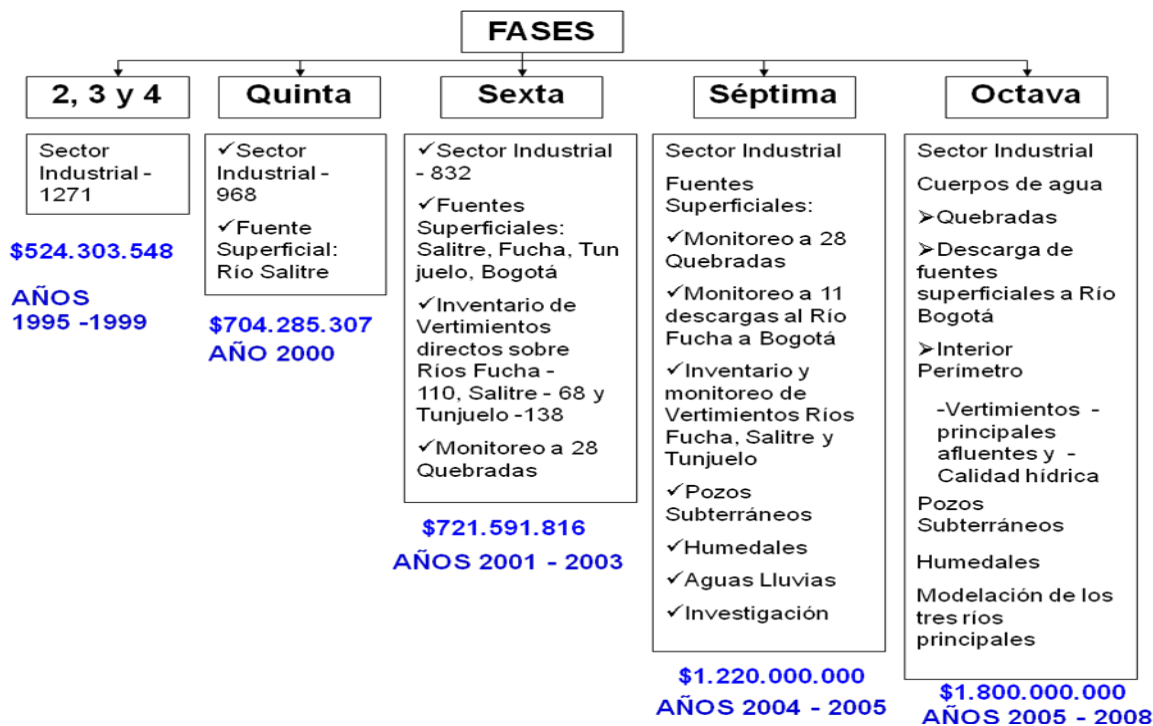 FASES
2, 3 y 4
Sector
Industrial -
1271
$524.303.548
AÑOS
1995 -1999
Quinta
✓Sector
Industrial -
968
✓Fuente
Superficial:
Río Salitre
$704.285.307
AÑO 2000
Sexta
✓Sector Industrial
- 832
✓Fuentes
Superficiales:
Salitre, Fucha, Tun
juelo, Bogotá
✓Inventario de
Vertimientos
directos sobre
Ríos Fucha -
110, Salitre - 68 y
Tunjuelo -138
✓Monitoreo a 28
Quebradas
$721.591.816
AÑOS 2001 - 2003
Séptima
Sector Industrial
Fuentes
Superficiales:
✓Monitoreo a 28
Quebradas
✓Monitoreo a 11
descargas al Río
Fucha a Bogotá
✓Inventario y
monitoreo de
Vertimientos Ríos
Fucha, Salitre y
Tunjuelo
✓Pozos
Subterráneos
✓Humedales
✓Aguas Lluvias
✓Investigación
$1.220.000.000
AÑOS 2004 - 2005
Octava
Sector Industrial
Cuerpos de agua
➢Quebradas
➢Descarga de
fuentes
superficiales a Río
Bogotá
➢Interior
Perímetro
-Vertimientos -
principales
afluentes y -
Calidad hídrica
Pozos
Subterráneos
Humedales
Modelación de los
tres ríos
principales
$1.800.000.000
AÑOS 2005 - 2008